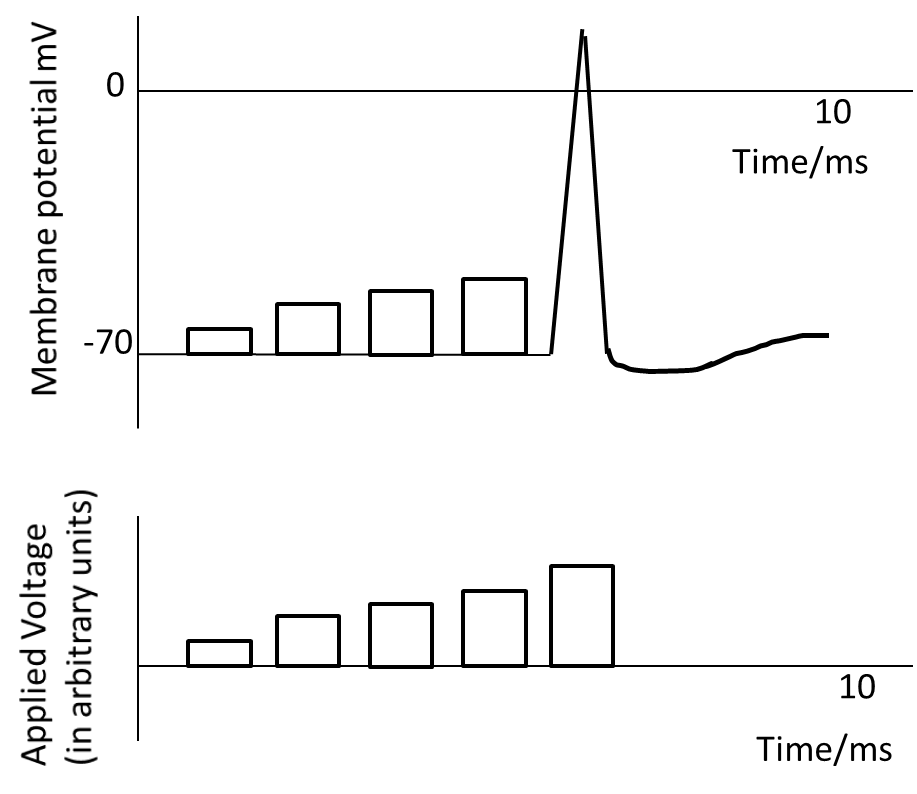 Membrane potential mV
0
10
Time/ms
-70
Applied Voltage
(in arbitrary units)
10
Time/ms